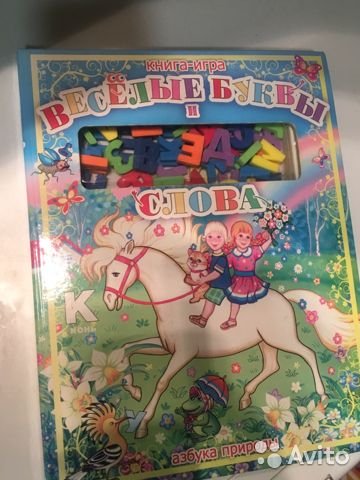 КНИГА-ИГРА
ВЕСЁЛЫЕ БУКВЫ
И
СЛОВА
К
КОНЬ
У
азбука природы
Avito